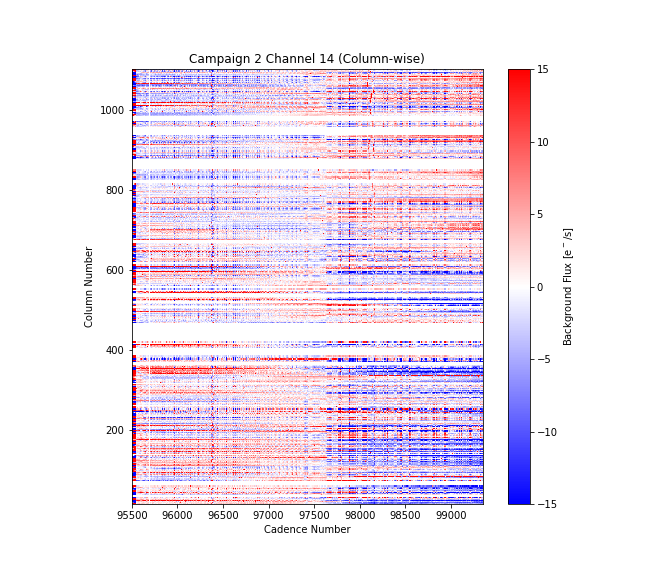 Campaign 2 Channel 14 (Column-wise)
Column Number
1000
800
600
400
200
95500 96000 96500 97000 97500 98000 98500 99000
Cadence Number
15
10
5
0
−5
−10
−15
Background Flux [e⁻/s]